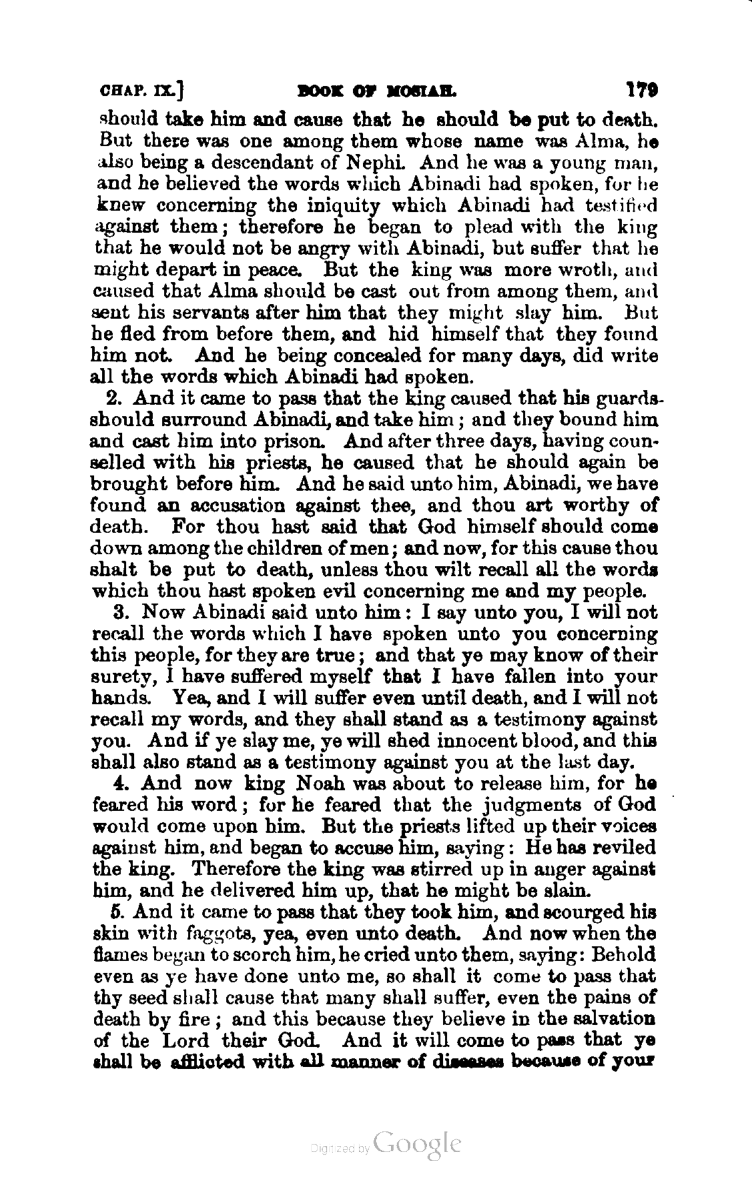 CHAP. IX.] BOOK OF MOSIAH. 179
should take him and cause that he should be put to death.
But there was one among them whose name was Alma, he
also being a descendant of Nephi. And he was a young man,
and he believed the words which Abinadi had spoken, for he
knew concerning the iniquity which Abinadi had testified
against them; therefore he began to plead with the king
that he would not be angry with Abinadi, but suffer that he
might depart in peace. But the king was more wroth, and
caused that Alma should be cast out from among them, and
sent his servants after him that they might slay him. But
he fled from before them, and hid himself that they found
him not. And he being concealed for many days, did write
all the words which Abinadi had spoken.
2. And it came to pass that the king caused that his guards
should surround Abinadi, and take him; and they bound him
and cast him into prison. And after three days, having coun-
selled with his priests, he caused that he should again be
brought before him. And he said unto him, Abinadi, we have
found an accusation against thee, and thou art worthy of
death. For thou hast said that God himself should come
down among the children of men; and now, for this cause thou
shalt be put to death, unless thou wilt recall all the words
which thou hast spoken evil concerning me and my people.
3. Now Abinadi said unto him: I say unto you, I will not
recall the words which I have spoken unto you concerning
this people, for they are true; and that ye may know of their
surety, I have suffered myself that I have fallen into your
hands. Yea, and I will suffer even until death, and I will not
recall my words, and they shall stand as a testimony against
you. And if ye slay me, ye will shed innocent blood, and this
shall also stand as a testimony against you at the last day.
4. And now king Noah was about to release him, for he
feared his word; for he feared that the judgments of God
would come upon him. But the priests lifted up their voices
against him, and began to accuse him, saying: He has reviled
the king. Therefore the king was stirred up in anger against
him, and he delivered him up, that he might be slain.
5. And it came to pass that they took him, and scourged his
skin with faggots, yea, even unto death. And now when the
flames began to scorch him, he cried unto them, saying: Behold
even as ye have done unto me, so shall it come to pass that
thy seed shall cause that many shall suffer, even the pains of
death by fire; and this because they believe in the salvation
of the Lord their God. And it will come to pass that ye
shall be afflicted with all manner of diseases because of your
Digitized by Google